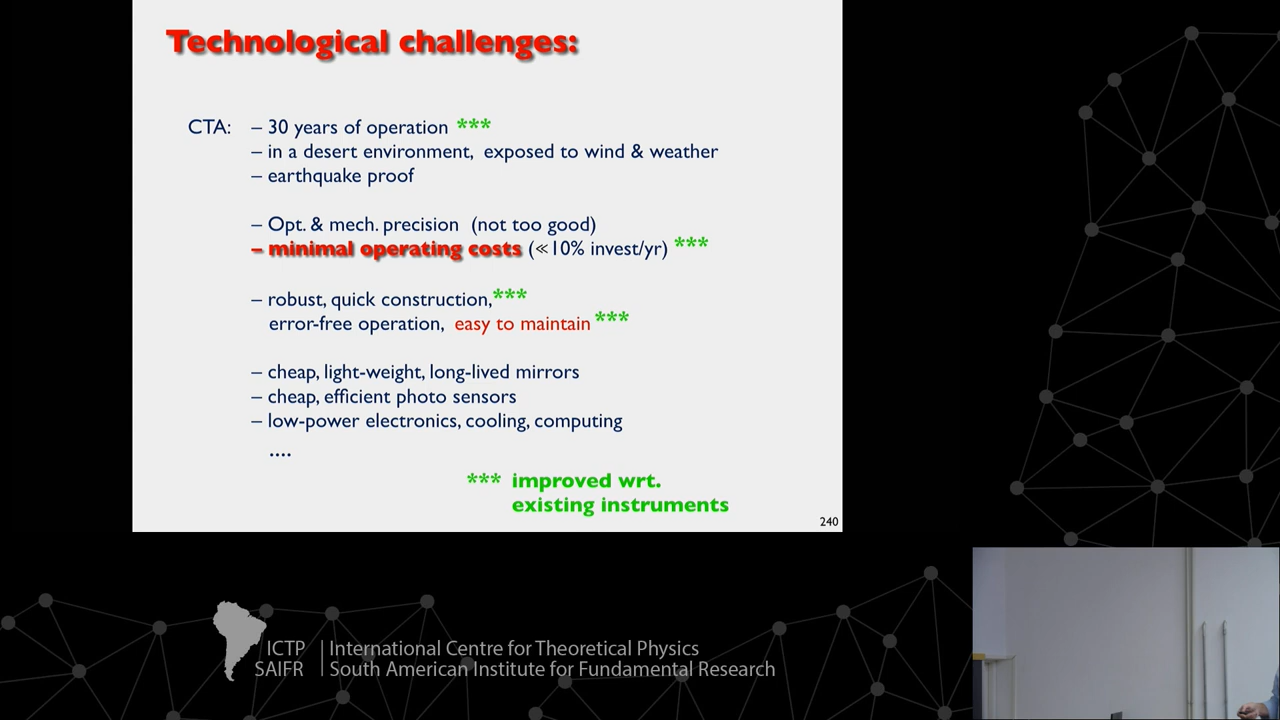 Technological challenges:
CTA: – 30 years of operation ***
– in a desert environment, exposed to wind & weather
– earthquake proof
– Opt. & mech. precision (not too good)
– minimal operating costs (≪10% invest/yr) ***
– robust, quick construction,***
error-free operation, easy to maintain ***
– cheap, light-weight, long-lived mirrors
– cheap, efficient photo sensors
– low-power electronics, cooling, computing
....
*** improved wrt.
existing instruments
240
ICTP | International Centre for Theoretical Physics
SAIFR | South American Institute for Fundamental Research